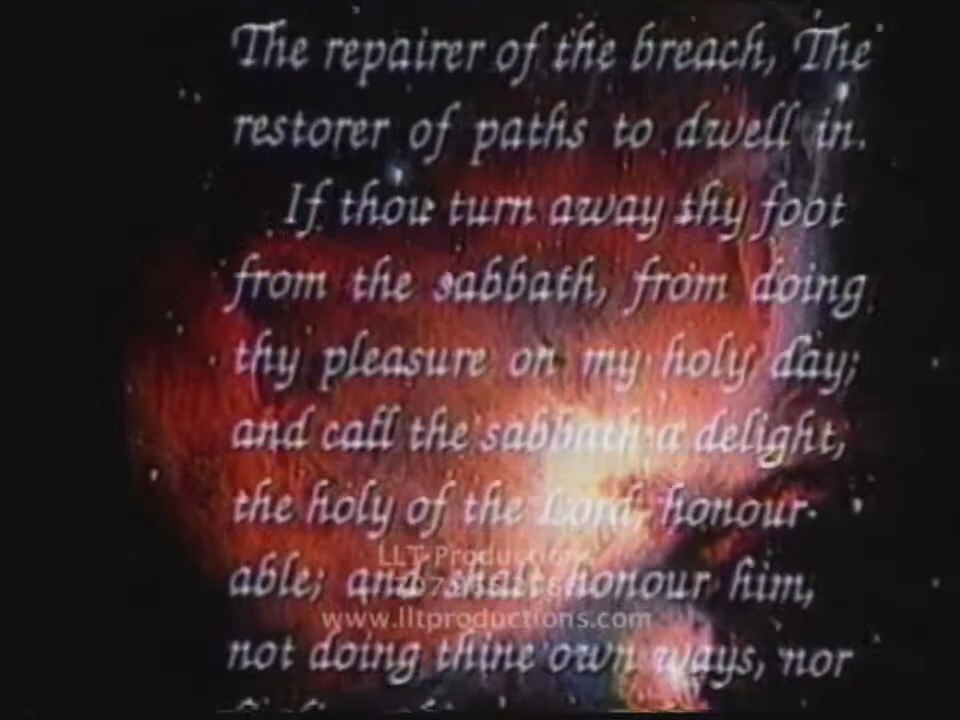 The repairer of the breach, The
restorer of paths to dwell in.
If thou turn away thy foot
from the sabbath, from doing
thy pleasure on my holy day;
and call the sabbath a delight,
the holy of the Lord, honour-
able; and shalt honour him,
not doing thine own ways, nor
LLT Productions
www.lltproductions.com